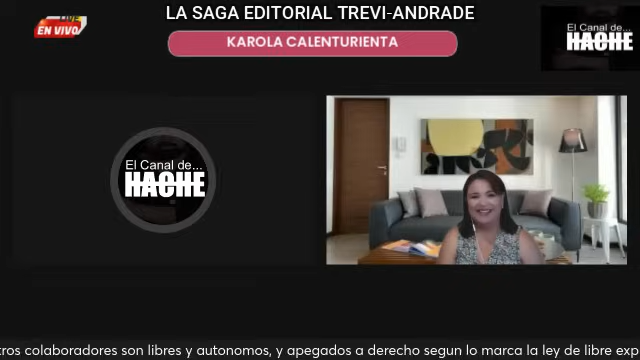 LA SAGA EDITORIAL TREVI-ANDRADE
LIVE
EN VIVO
KAROLA CALENTURIENTA
El Canal de...
HACHE
El Canal de...
HACHE
tros colaboradores son libres y autonomos, y apegados a derecho segun lo marca la ley de libre exp